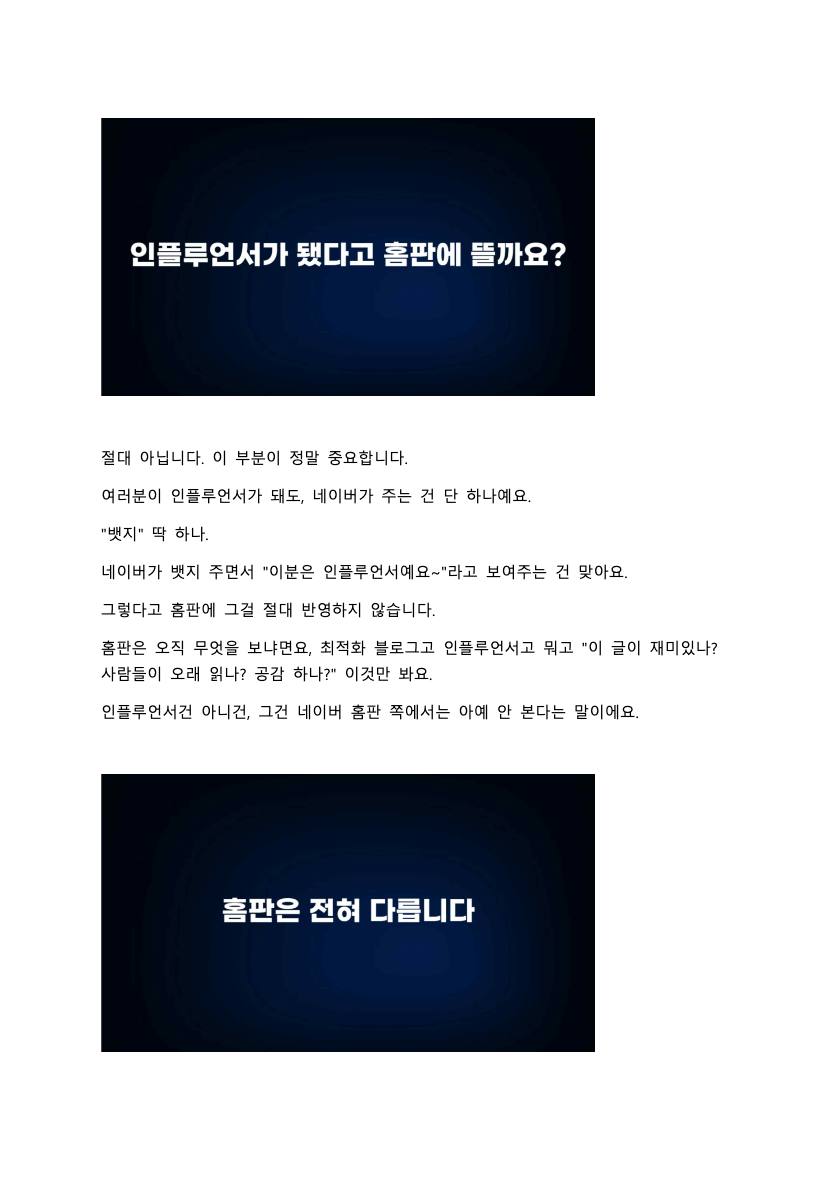 인플루언서가 됐다고 홈판에 뜰까요?
절대 아닙니다. 이 부분이 정말 중요합니다.
여러분이 인플루언서가 돼도, 네이버가 주는 건 단 하나예요.
"뱃지" 딱 하나.
네이버가 뱃지 주면서 "이분은 인플루언서예요~"라고 보여주는 건 맞아요.
그렇다고 홈판에 그걸 절대 반영하지 않습니다.
홈판은 오직 무엇을 보냐면요, 최적화 블로그고 인플루언서고 뭐고 "이 글이 재미있나?
사람들이 오래 읽나? 공감 하나?" 이것만 봐요.
인플루언서건 아니건, 그건 네이버 홈판 쪽에서는 아예 안 본다는 말이에요.
홈판은 전혀 다릅니다